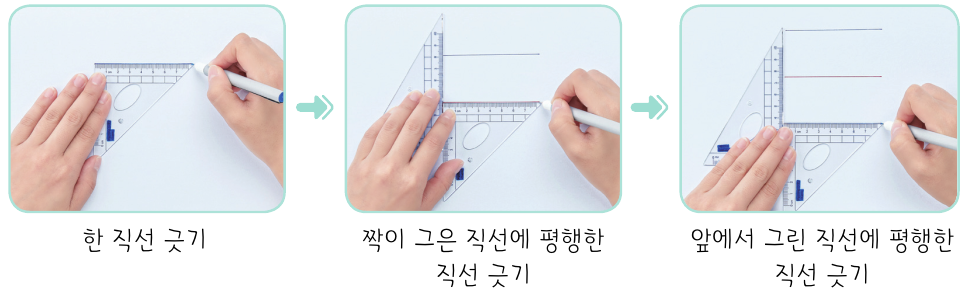 한 직선 긋기
짝이 그은 직선에 평행한
직선 긋기
앞에서 그린 직선에 평행한
직선 긋기